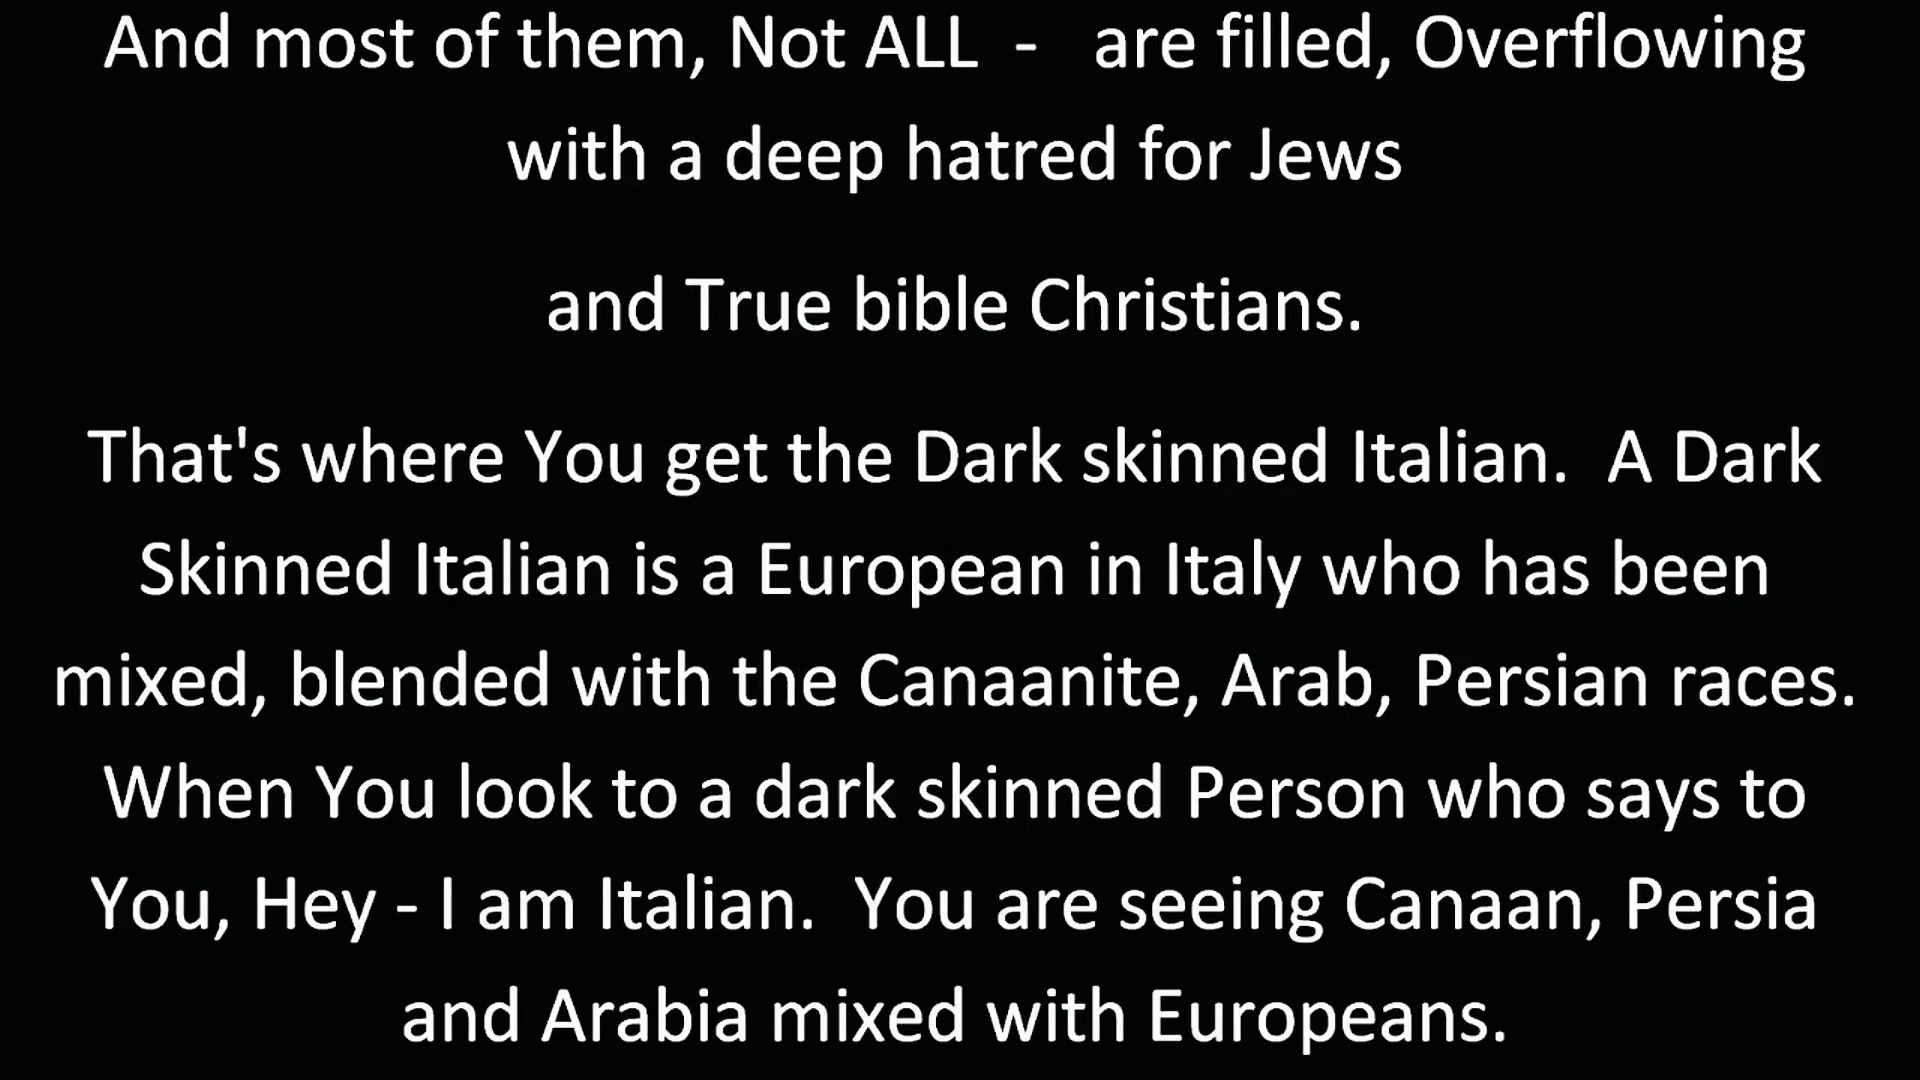 And most of them, Not ALL  -   are filled, Overflowing
with a deep hatred for Jews
and True bible Christians.
That's where You get the Dark skinned Italian.  A Dark
Skinned Italian is a European in Italy who has been
mixed, blended with the Canaanite, Arab, Persian races.
When You look to a dark skinned Person who says to
You, Hey - I am Italian.  You are seeing Canaan, Persia
and Arabia mixed with Europeans.